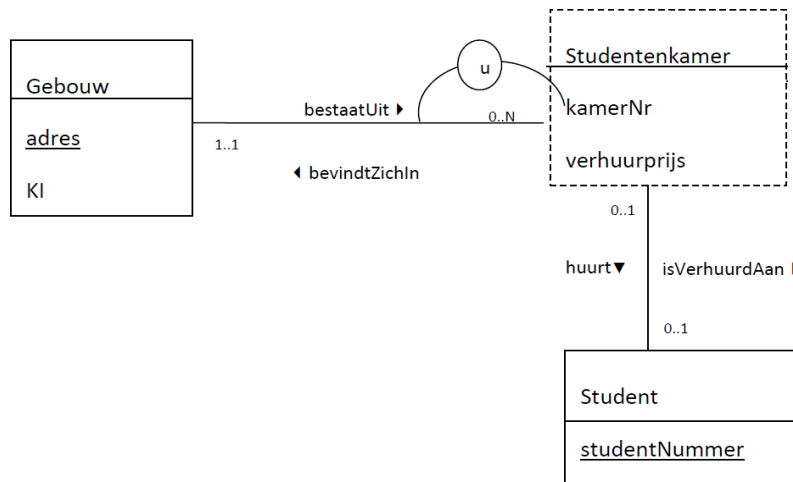 Studentenkamer
u
Gebouw
bestaatUit ▶
kamerNr
0..N
adres
1..1
verhuurprijs
◀ bevindtZichIn
KI
0..1
huurt▼
isVerhuurdAan
0..1
Student
studentNummer